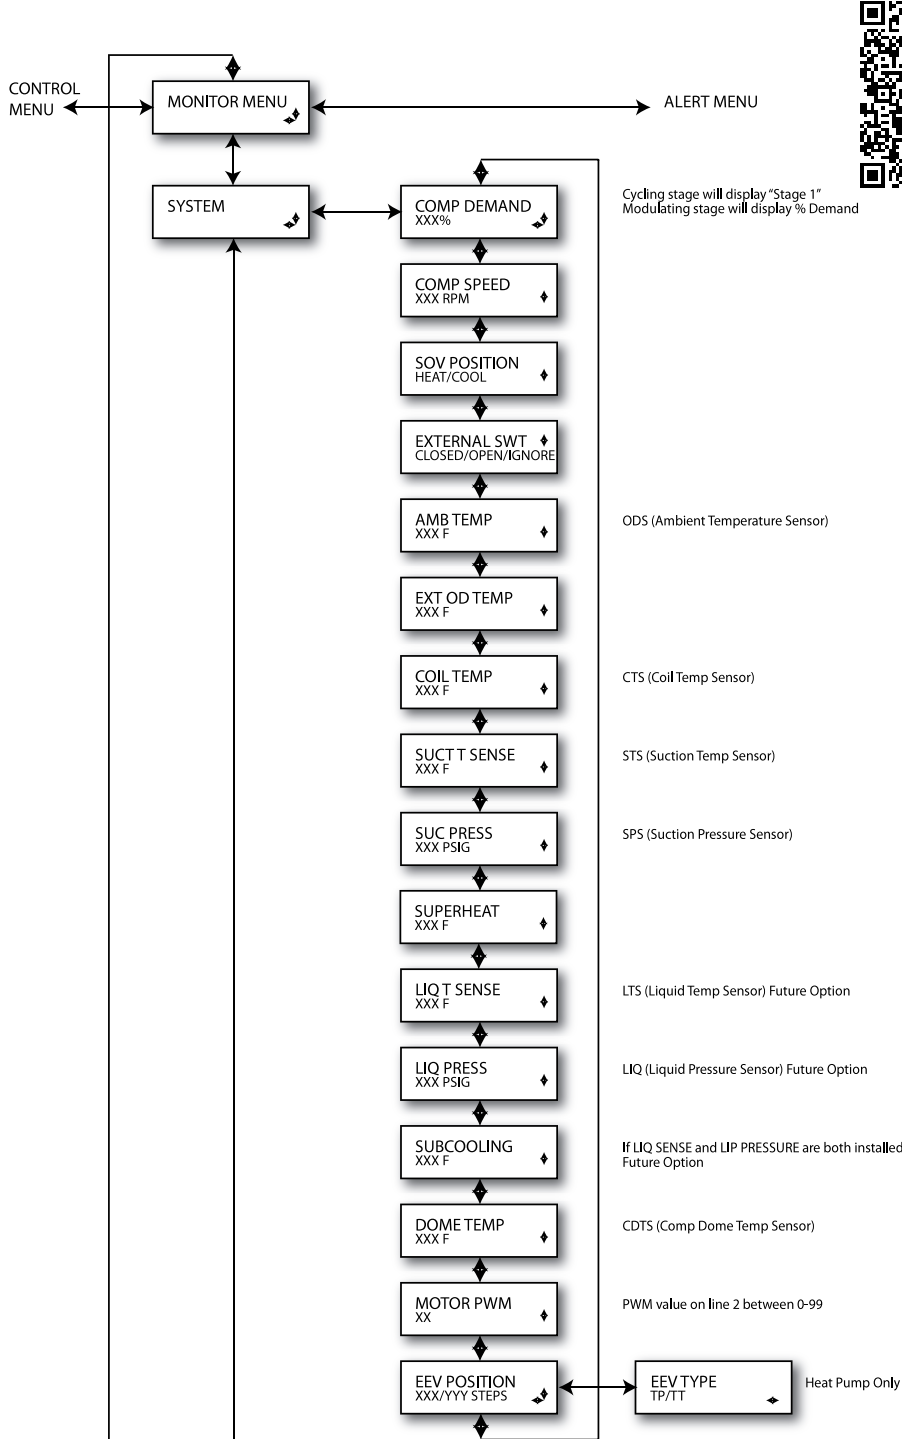 CONTROL
MENU
MONITOR MENU
ALERT MENU
SYSTEM
COMP DEMAND
XXX%
Cycling stage will display "Stage 1"
Modulating stage will display % Demand
COMP SPEED
XXX RPM
SOV POSITION
HEAT/COOL
EXTERNAL SWT
CLOSED/OPEN/IGNORE
AMB TEMP
XXX F
ODS (Ambient Temperature Sensor)
EXT OD TEMP
XXX F
COIL TEMP
XXX F
CTS (Coil Temp Sensor)
SUCT T SENSE
XXX F
STS (Suction Temp Sensor)
SUC PRESS
XXX PSIG
SPS (Suction Pressure Sensor)
SUPERHEAT
XXX F
LIQ T SENSE
XXX F
LTS (Liquid Temp Sensor) Future Option
LIQ PRESS
XXX PSIG
LIQ (Liquid Pressure Sensor) Future Option
SUBCOOLING
XXX F
If LIQ SENSE and LIP PRESSURE are both installed
Future Option
DOME TEMP
XXX F
CDTS (Comp Dome Temp Sensor)
MOTOR PWM
XX
PWM value on line 2 between 0-99
EEV POSITION
XXX/YYY STEPS
EEV TYPE
TP/TT
Heat Pump Only